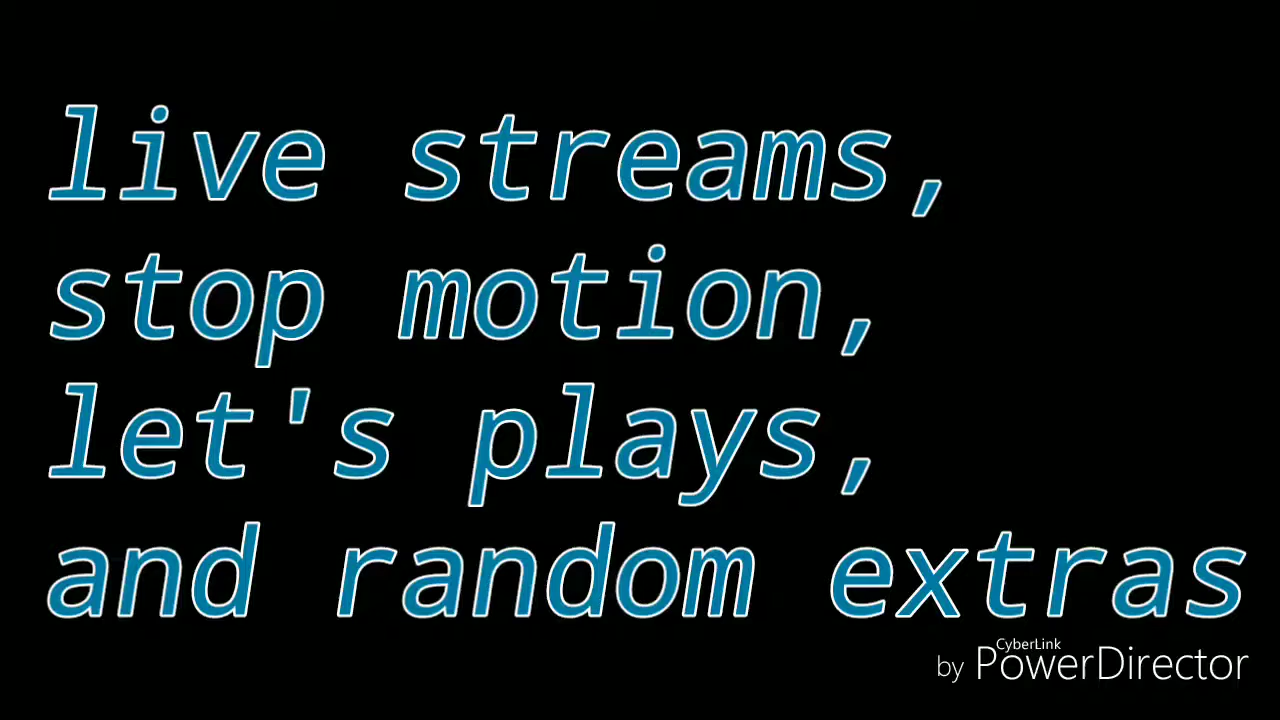 live streams,
stop motion,
let's plays,
and random extras
CyberLink
by PowerDirector